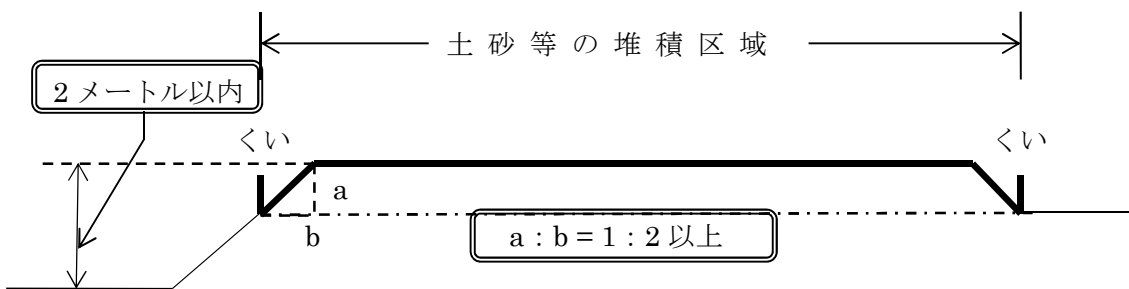 土砂等の堆積区域
2メートル以内
くい
くい
a
b
a:b=1:2以上